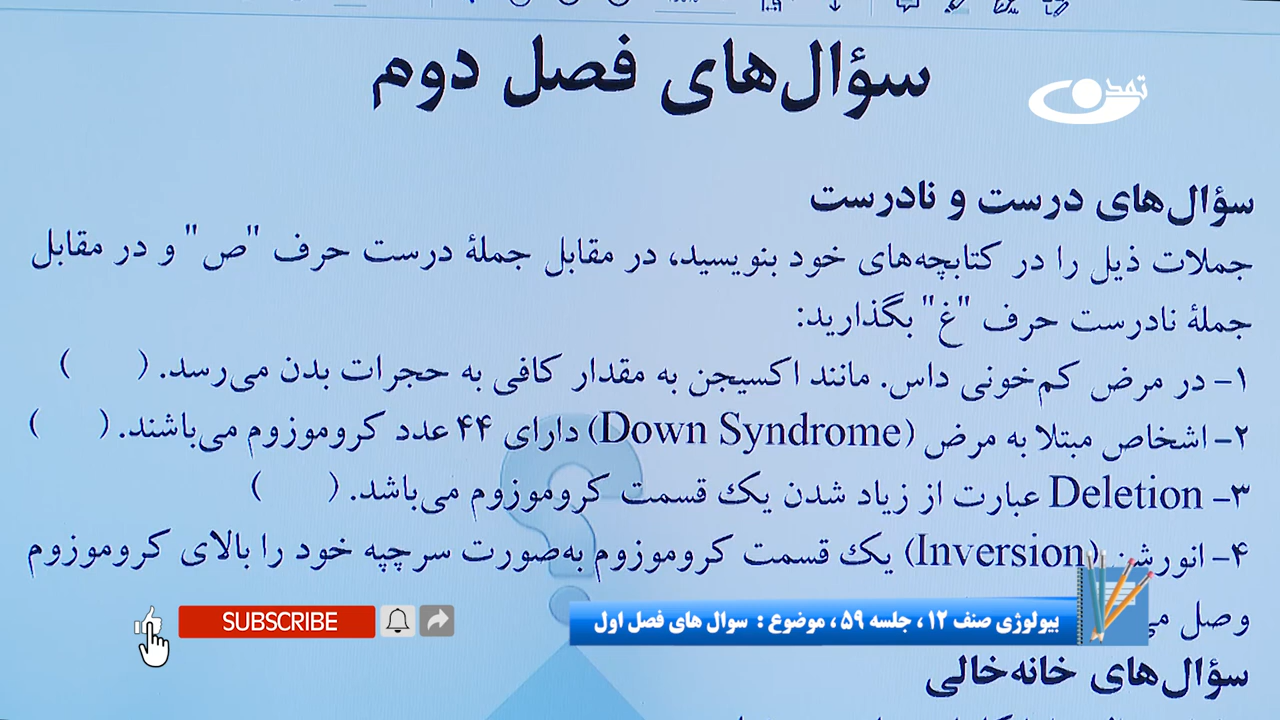 سؤال‌های فصل دوم
تمدن
سؤال‌های درست و نادرست
جملات ذیل را در کتابچه‌های خود بنویسید، در مقابل جملهٔ درست حرف "ص" و در مقابل
جملهٔ نادرست حرف "غ" بگذارید:
۱- در مرض کم‌خونی داس. مانند اکسیجن به مقدار کافی به حجرات بدن می‌رسد. ( )
۲- اشخاص مبتلا به مرض (Down Syndrome) دارای ۴۴ عدد کروموزوم می‌باشند. ( )
۳- Deletion عبارت از زیاد شدن یک قسمت کروموزوم می‌باشد. ( )
۴- انورشن (Inversion) یک قسمت کروموزوم به‌صورت سرچپه خود را بالای کروموزوم
وصل
SUBSCRIBE
بیولوژی صنف ۱۲ ، جلسه ۵۹ ، موضوع : سوال های فصل اول
سؤال‌های خانه‌خالی